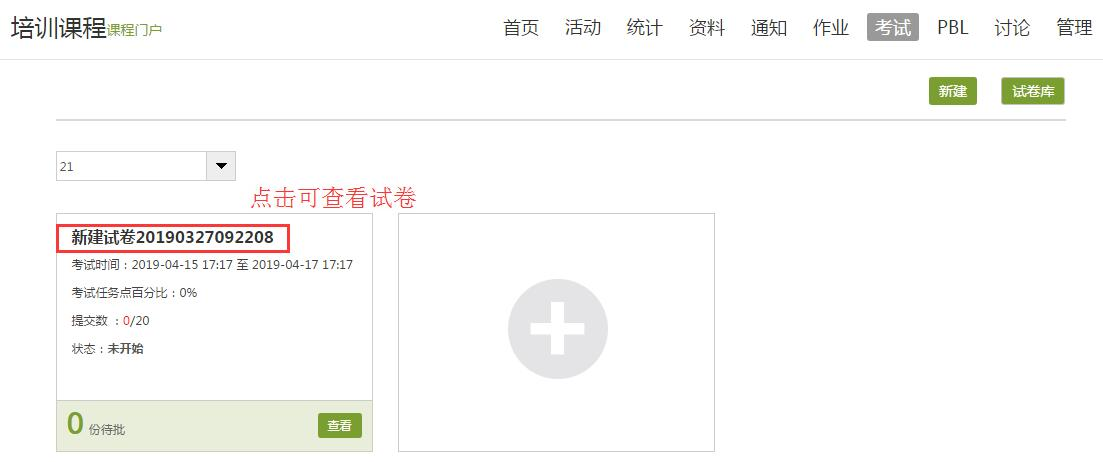 培训课程课程门户 首页 活动 统计 资料 通知 作业 考试 PBL 讨论 管理
新建 试卷库
21
点击可查看试卷
新建试卷20190327092208
考试时间：2019-04-15 17:17 至 2019-04-17 17:17
考试任务点百分比：0%
提交数 ：0/20
状态：未开始
0 份待批 查看